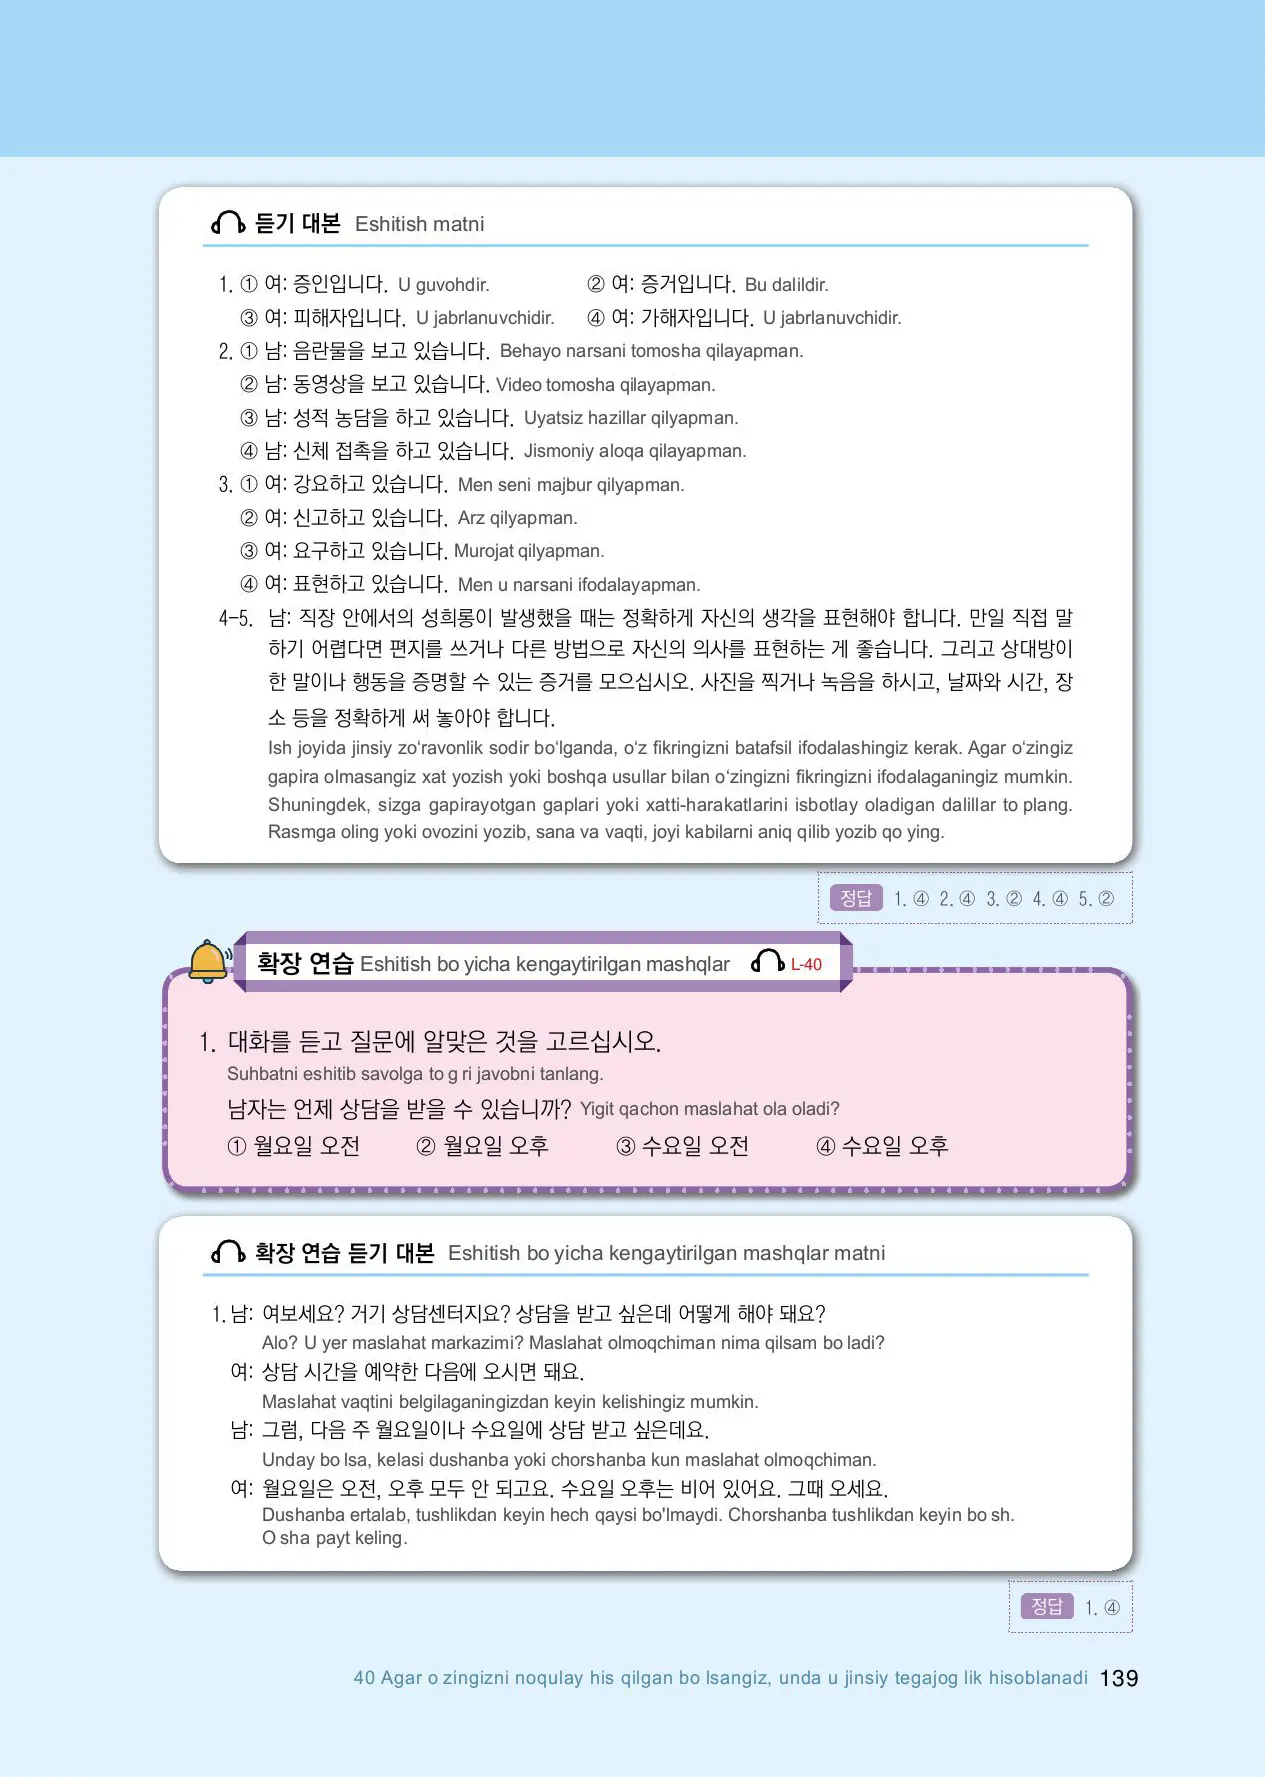 듣기 대본 Eshitish matni
1. ① 여: 증인입니다. U guvohdir. ② 여: 증거입니다. Bu dalildir.
③ 여: 피해자입니다. U jabrlanuvchidir. ④ 여: 가해자입니다. U jabrlanuvchidir.
2. ① 남: 음란물을 보고 있습니다. Behayo narsani tomosha qilayapman.
② 남: 동영상을 보고 있습니다. Video tomosha qilayapman.
③ 남: 성적 농담을 하고 있습니다. Uyatsiz hazillar qilyapman.
④ 남: 신체 접촉을 하고 있습니다. Jismoniy aloqa qilayapman.
3. ① 여: 강요하고 있습니다. Men seni majbur qilyapman.
② 여: 신고하고 있습니다. Arz qilyapman.
③ 여: 요구하고 있습니다. Murojat qilyapman.
④ 여: 표현하고 있습니다. Men u narsani ifodalayapman.
4-5. 남: 직장 안에서의 성희롱이 발생했을 때는 정확하게 자신의 생각을 표현해야 합니다. 만일 직접 말
하기 어렵다면 편지를 쓰거나 다른 방법으로 자신의 의사를 표현하는 게 좋습니다. 그리고 상대방이
한 말이나 행동을 증명할 수 있는 증거를 모으십시오. 사진을 찍거나 녹음을 하시고, 날짜와 시간, 장
소 등을 정확하게 써 놓아야 합니다.
Ish joyida jinsiy zo‘ravonlik sodir bo‘lganda, o‘z fikringizni batafsil ifodalashingiz kerak. Agar o‘zingiz
gapira olmasangiz xat yozish yoki boshqa usullar bilan o‘zingizni fikringizni ifodalaganingiz mumkin.
Shuningdek, sizga gapirayotgan gaplari yoki xatti-harakatlarini isbotlay oladigan dalillar to plang.
Rasmga oling yoki ovozini yozib, sana va vaqti, joyi kabilarni aniq qilib yozib qo ying.
정답 1. ④ 2. ④ 3. ② 4. ④ 5. ②
확장 연습 Eshitish bo yicha kengaytirilgan mashqlar L-40
1. 대화를 듣고 질문에 알맞은 것을 고르십시오.
Suhbatni eshitib savolga to g ri javobni tanlang.
남자는 언제 상담을 받을 수 있습니까? Yigit qachon maslahat ola oladi?
① 월요일 오전 ② 월요일 오후 ③ 수요일 오전 ④ 수요일 오후
확장 연습 듣기 대본 Eshitish bo yicha kengaytirilgan mashqlar matni
1. 남: 여보세요? 거기 상담센터지요? 상담을 받고 싶은데 어떻게 해야 돼요?
Alo? U yer maslahat markazimi? Maslahat olmoqchiman nima qilsam bo ladi?
여: 상담 시간을 예약한 다음에 오시면 돼요.
Maslahat vaqtini belgilaganingizdan keyin kelishingiz mumkin.
남: 그럼, 다음 주 월요일이나 수요일에 상담 받고 싶은데요.
Unday bo lsa, kelasi dushanba yoki chorshanba kun maslahat olmoqchiman.
여: 월요일은 오전, 오후 모두 안 되고요. 수요일 오후는 비어 있어요. 그때 오세요.
Dushanba ertalab, tushlikdan keyin hech qaysi bo'lmaydi. Chorshanba tushlikdan keyin bo sh.
O sha payt keling.
정답 1. ④
40 Agar o zingizni noqulay his qilgan bo lsangiz, unda u jinsiy tegajog lik hisoblanadi 139